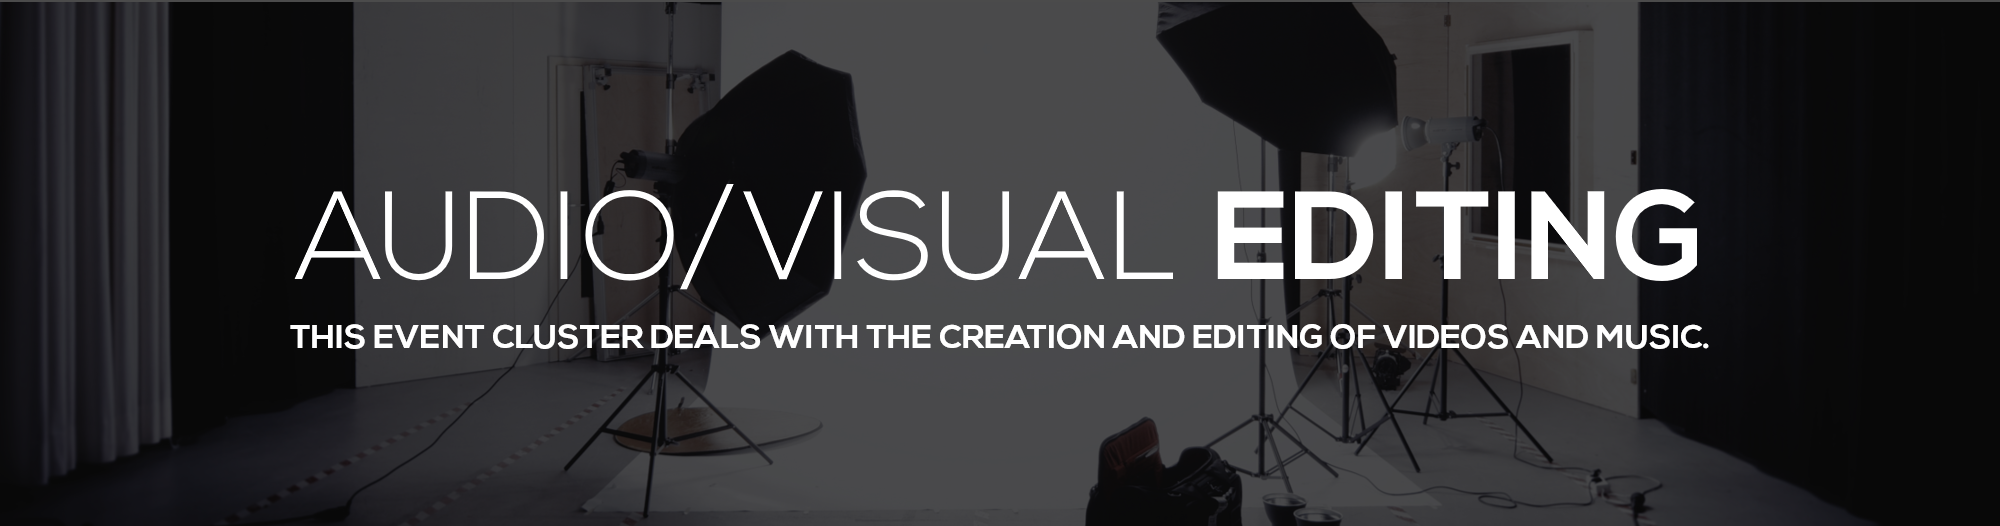 AUDIO/VISUAL EDITING
THIS EVENT CLUSTER DEALS WITH THE CREATION AND EDITING OF VIDEOS AND MUSIC.